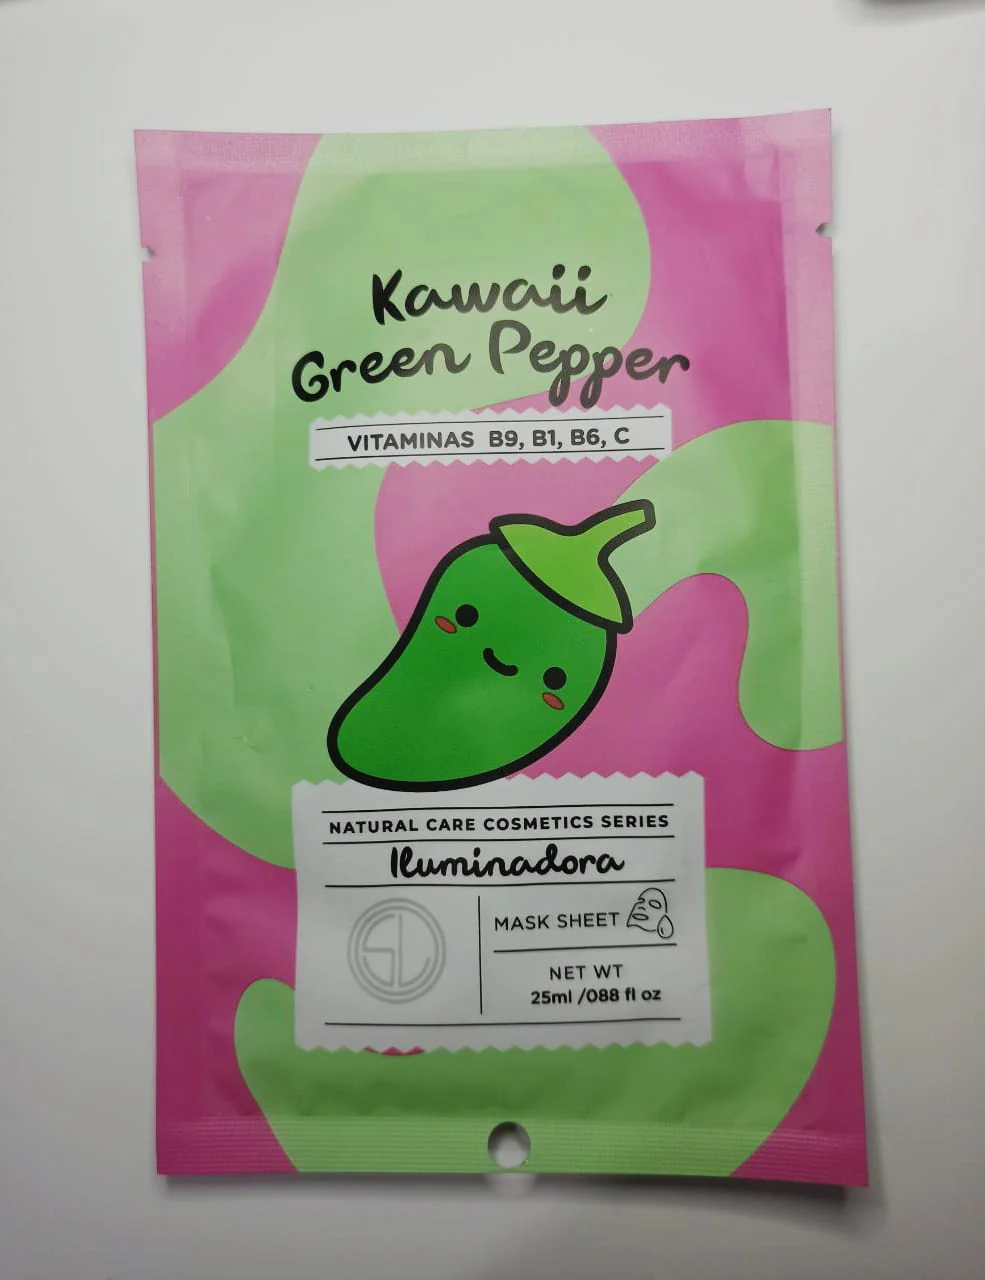 Kawaii
Green Pepper
VITAMINAS B9, B1, B6, C
NATURAL CARE COSMETICS SERIES
Iluminadora
SL
MASK SHEET
NET WT
25ml /088 fl oz